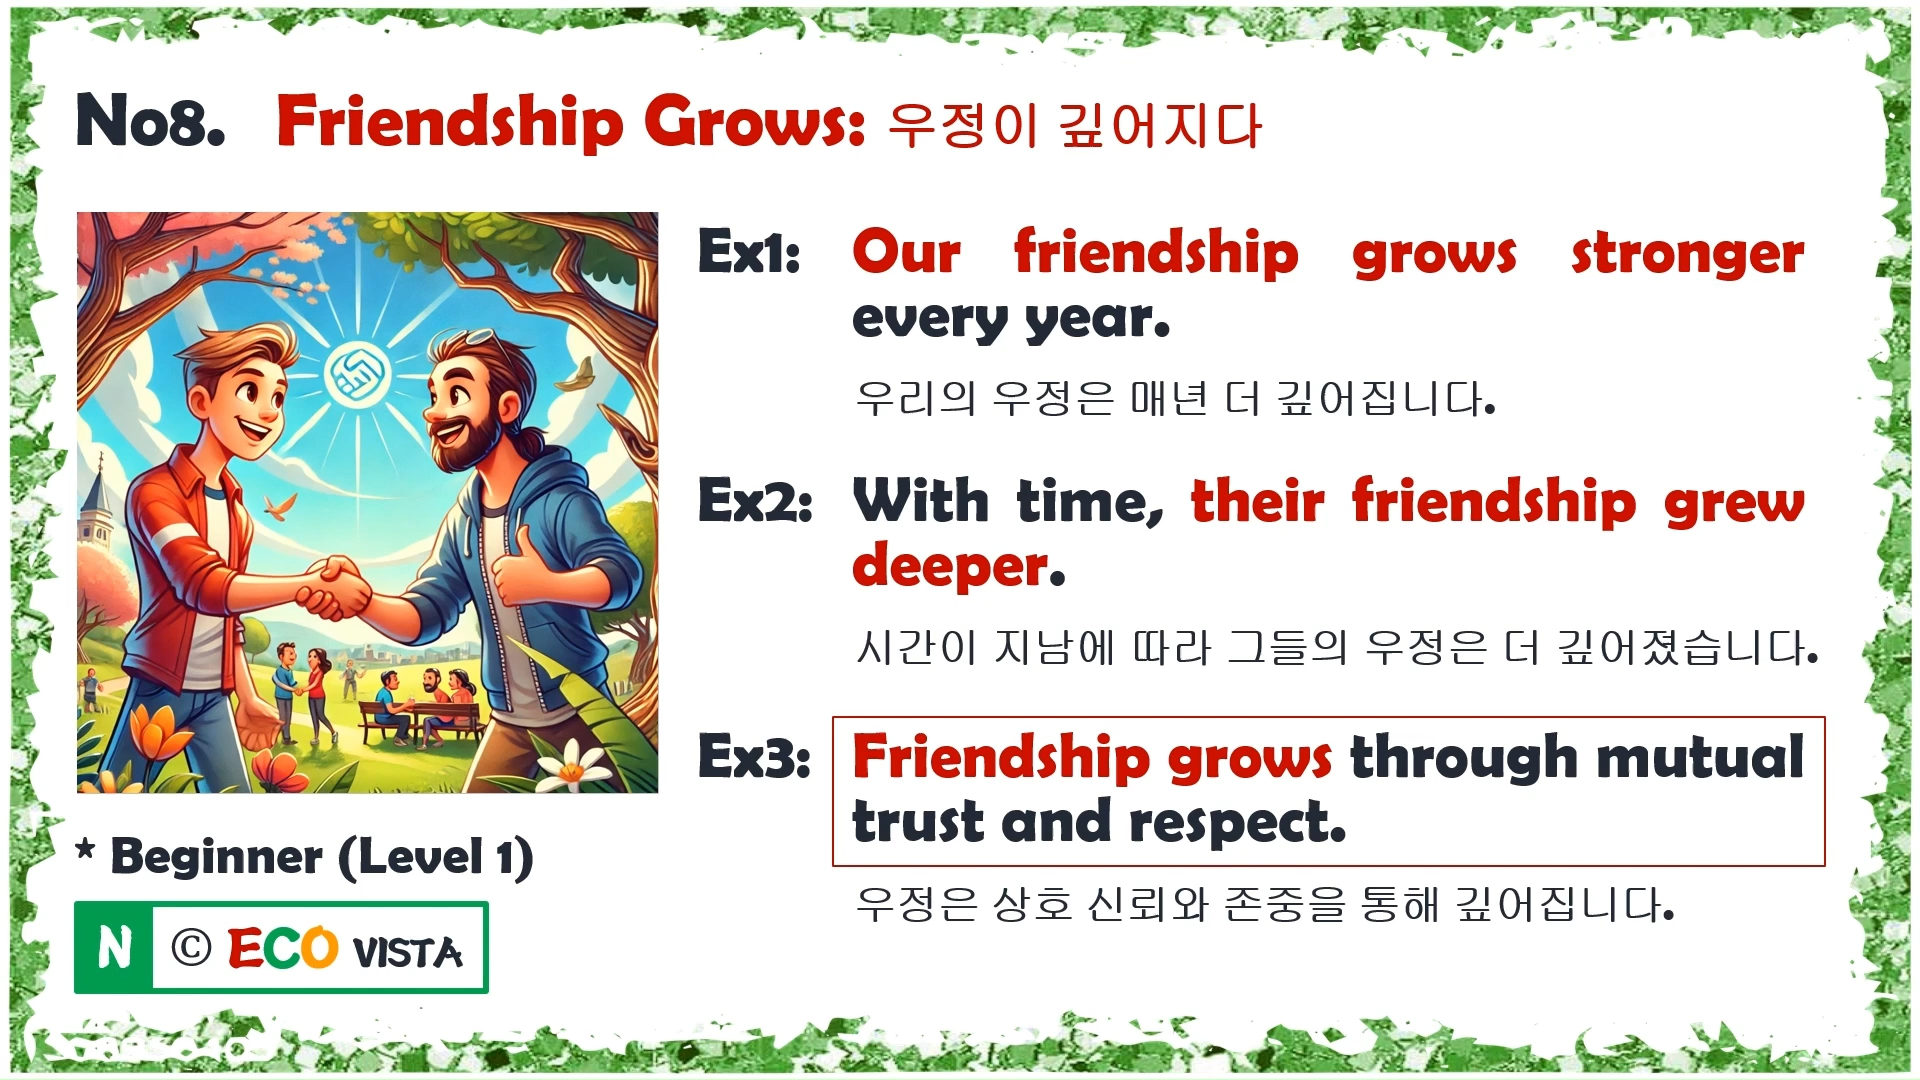 No8. Friendship Grows: 우정이 깊어지다
Ex1: Our friendship grows stronger
every year.
우리의 우정은 매년 더 깊어집니다.
Ex2: With time, their friendship grew
deeper.
시간이 지남에 따라 그들의 우정은 더 깊어졌습니다.
Ex3: Friendship grows through mutual
trust and respect.
우정은 상호 신뢰와 존중을 통해 깊어집니다.
* Beginner (Level 1)
N © ECO VISTA